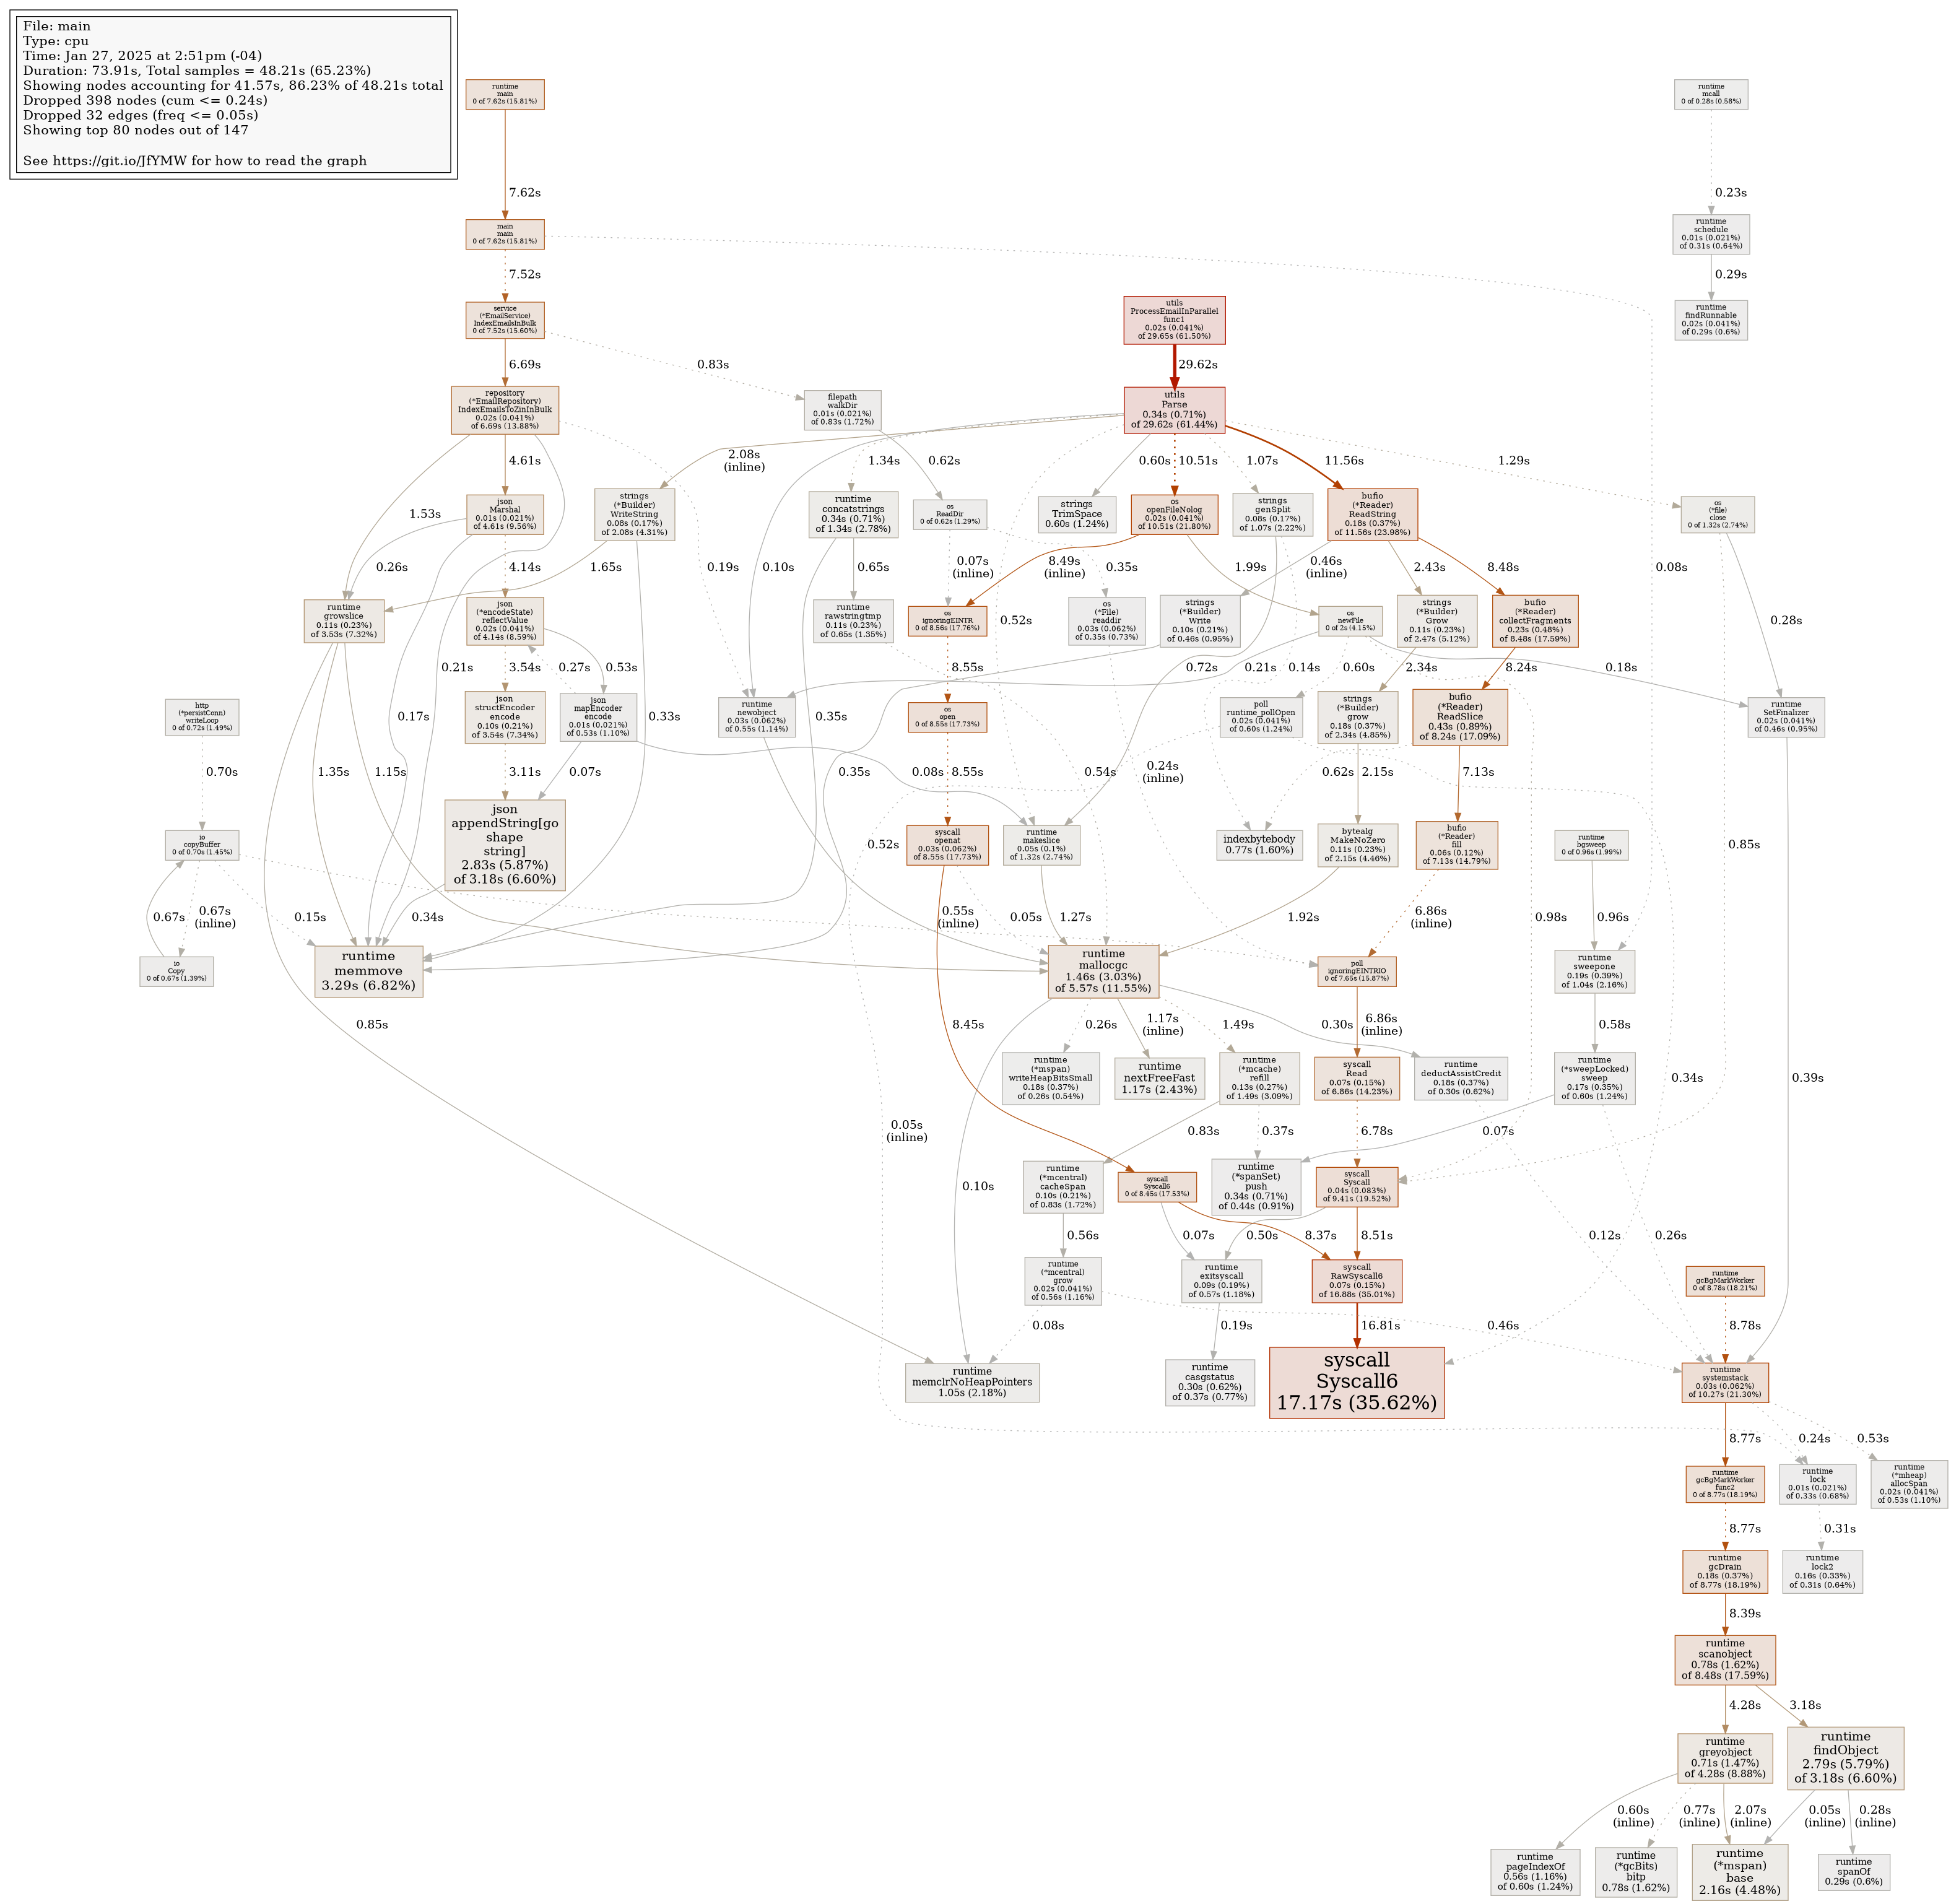 File: main
Type: cpu
Time: Jan 27, 2025 at 2:51pm (-04)
Duration: 73.91s, Total samples = 48.21s (65.23%)
Showing nodes accounting for 41.57s, 86.23% of 48.21s total
Dropped 398 nodes (cum <= 0.24s)
Dropped 32 edges (freq <= 0.05s)
Showing top 80 nodes out of 147
See https://git.io/JfYMW for how to read the graph
runtime
main
0 of 7.62s (15.81%)
runtime
mcall
0 of 0.28s (0.58%)
7.62s
0.23s
main
main
0 of 7.62s (15.81%)
runtime
schedule
0.01s (0.021%)
of 0.31s (0.64%)
7.52s
0.29s
service
(*EmailService)
IndexEmailsInBulk
0 of 7.52s (15.60%)
utils
ProcessEmailInParallel
func1
0.02s (0.041%)
of 29.65s (61.50%)
runtime
findRunnable
0.02s (0.041%)
of 0.29s (0.6%)
6.69s
0.83s
29.62s
0.08s
repository
(*EmailRepository)
IndexEmailsToZinInBulk
0.02s (0.041%)
of 6.69s (13.88%)
filepath
walkDir
0.01s (0.021%)
of 0.83s (1.72%)
utils
Parse
0.34s (0.71%)
of 29.62s (61.44%)
4.61s
2.08s
(inline)
1.34s
0.62s
0.60s
10.51s
1.07s
11.56s
1.29s
json
Marshal
0.01s (0.021%)
of 4.61s (9.56%)
strings
(*Builder)
WriteString
0.08s (0.17%)
of 2.08s (4.31%)
runtime
concatstrings
0.34s (0.71%)
of 1.34s (2.78%)
os
ReadDir
0 of 0.62s (1.29%)
strings
TrimSpace
0.60s (1.24%)
os
openFileNolog
0.02s (0.041%)
of 10.51s (21.80%)
strings
genSplit
0.08s (0.17%)
of 1.07s (2.22%)
bufio
(*Reader)
ReadString
0.18s (0.37%)
of 11.56s (23.98%)
os
(*file)
close
0 of 1.32s (2.74%)
1.53s
0.26s
4.14s
0.19s
1.65s
0.10s
0.65s
0.07s
(inline)
0.35s
0.52s
8.49s
(inline)
1.99s
0.46s
(inline)
2.43s
8.48s
0.28s
runtime
growslice
0.11s (0.23%)
of 3.53s (7.32%)
json
(*encodeState)
reflectValue
0.02s (0.041%)
of 4.14s (8.59%)
runtime
rawstringtmp
0.11s (0.23%)
of 0.65s (1.35%)
os
ignoringEINTR
0 of 8.56s (17.76%)
os
(*File)
readdir
0.03s (0.062%)
of 0.35s (0.73%)
strings
(*Builder)
Write
0.10s (0.21%)
of 0.46s (0.95%)
os
newFile
0 of 2s (4.15%)
strings
(*Builder)
Grow
0.11s (0.23%)
of 2.47s (5.12%)
bufio
(*Reader)
collectFragments
0.23s (0.48%)
of 8.48s (17.59%)
3.54s
0.27s
0.53s
0.21s
8.55s
0.72s
0.21s
0.14s
0.60s
2.34s
8.24s
0.18s
http
(*persistConn)
writeLoop
0 of 0.72s (1.49%)
json
structEncoder
encode
0.10s (0.21%)
of 3.54s (7.34%)
json
mapEncoder
encode
0.01s (0.021%)
of 0.53s (1.10%)
runtime
newobject
0.03s (0.062%)
of 0.55s (1.14%)
os
open
0 of 8.55s (17.73%)
poll
runtime_pollOpen
0.02s (0.041%)
of 0.60s (1.24%)
strings
(*Builder)
grow
0.18s (0.37%)
of 2.34s (4.85%)
bufio
(*Reader)
ReadSlice
0.43s (0.89%)
of 8.24s (17.09%)
runtime
SetFinalizer
0.02s (0.041%)
of 0.46s (0.95%)
0.17s
0.33s
0.35s
0.70s
1.35s
1.15s
3.11s
0.07s
0.35s
0.08s
8.55s
0.54s
0.24s
(inline)
0.62s
2.15s
7.13s
0.52s
io
copyBuffer
0 of 0.70s (1.45%)
json
appendString[go
shape
string]
2.83s (5.87%)
of 3.18s (6.60%)
syscall
openat
0.03s (0.062%)
of 8.55s (17.73%)
runtime
makeslice
0.05s (0.1%)
of 1.32s (2.74%)
indexbytebody
0.77s (1.60%)
bytealg
MakeNoZero
0.11s (0.23%)
of 2.15s (4.46%)
bufio
(*Reader)
fill
0.06s (0.12%)
of 7.13s (14.79%)
runtime
bgsweep
0 of 0.96s (1.99%)
0.85s
0.67s
0.67s
(inline)
0.15s
0.34s
0.55s
(inline)
0.05s
1.27s
1.92s
6.86s
(inline)
0.98s
0.96s
io
Copy
0 of 0.67s (1.39%)
runtime
memmove
3.29s (6.82%)
runtime
mallocgc
1.46s (3.03%)
of 5.57s (11.55%)
poll
ignoringEINTRIO
0 of 7.65s (15.87%)
runtime
sweepone
0.19s (0.39%)
of 1.04s (2.16%)
0.85s
8.45s
0.26s
1.17s
(inline)
1.49s
0.30s
6.86s
(inline)
0.58s
runtime
(*mspan)
writeHeapBitsSmall
0.18s (0.37%)
of 0.26s (0.54%)
runtime
nextFreeFast
1.17s (2.43%)
runtime
(*mcache)
refill
0.13s (0.27%)
of 1.49s (3.09%)
syscall
Read
0.07s (0.15%)
of 6.86s (14.23%)
runtime
deductAssistCredit
0.18s (0.37%)
of 0.30s (0.62%)
runtime
(*sweepLocked)
sweep
0.17s (0.35%)
of 0.60s (1.24%)
0.34s
0.39s
0.05s
(inline)
0.83s
0.37s
6.78s
0.07s
runtime
(*mcentral)
cacheSpan
0.10s (0.21%)
of 0.83s (1.72%)
syscall
Syscall6
0 of 8.45s (17.53%)
runtime
(*spanSet)
push
0.34s (0.71%)
of 0.44s (0.91%)
syscall
Syscall
0.04s (0.083%)
of 9.41s (19.52%)
0.10s
0.56s
0.07s
0.50s
8.37s
8.51s
0.12s
0.26s
runtime
(*mcentral)
grow
0.02s (0.041%)
of 0.56s (1.16%)
runtime
exitsyscall
0.09s (0.19%)
of 0.57s (1.18%)
syscall
RawSyscall6
0.07s (0.15%)
of 16.88s (35.01%)
runtime
gcBgMarkWorker
0 of 8.78s (18.21%)
0.08s
0.19s
16.81s
0.46s
8.78s
runtime
memclrNoHeapPointers
1.05s (2.18%)
runtime
casgstatus
0.30s (0.62%)
of 0.37s (0.77%)
syscall
Syscall6
17.17s (35.62%)
runtime
systemstack
0.03s (0.062%)
of 10.27s (21.30%)
8.77s
0.24s
0.53s
runtime
gcBgMarkWorker
func2
0 of 8.77s (18.19%)
runtime
lock
0.01s (0.021%)
of 0.33s (0.68%)
runtime
(*mheap)
allocSpan
0.02s (0.041%)
of 0.53s (1.10%)
8.77s
0.31s
runtime
gcDrain
0.18s (0.37%)
of 8.77s (18.19%)
runtime
lock2
0.16s (0.33%)
of 0.31s (0.64%)
8.39s
runtime
scanobject
0.78s (1.62%)
of 8.48s (17.59%)
4.28s
3.18s
runtime
greyobject
0.71s (1.47%)
of 4.28s (8.88%)
runtime
findObject
2.79s (5.79%)
of 3.18s (6.60%)
0.60s
(inline)
0.77s
(inline)
2.07s
(inline)
0.05s
(inline)
0.28s
(inline)
runtime
pageIndexOf
0.56s (1.16%)
of 0.60s (1.24%)
runtime
(*gcBits)
bitp
0.78s (1.62%)
runtime
(*mspan)
base
2.16s (4.48%)
runtime
spanOf
0.29s (0.6%)